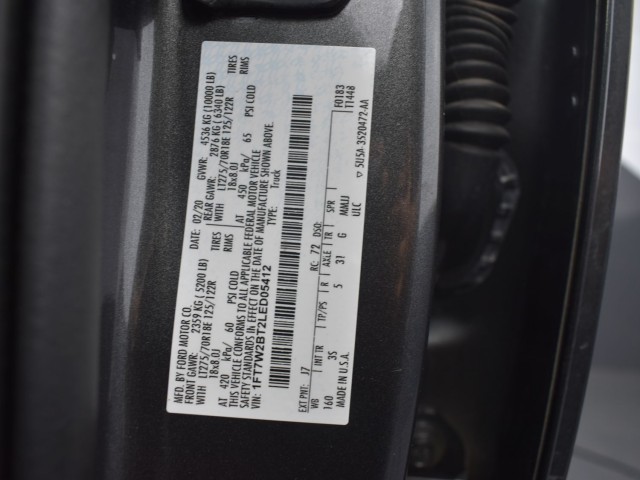 MFD. BY FORD MOTOR CO.
DATE: 02/20 GVWR: 4536 KG (10000 LB)
FRONT GAWR: 2359 KG (5200 LB) REAR GAWR: 2876 KG (6340 LB)
WITH LT275/70R18E 125/122R TIRES WITH LT275/70R18E 125/122R TIRES
18x8.0J RIMS 18x8.0J RIMS
AT 420 kPa/ 60 PSI COLD AT 450 kPa/ 65 PSI COLD
THIS VEHICLE CONFORMS TO ALL APPLICABLE FEDERAL MOTOR VEHICLE
SAFETY STANDARDS IN EFFECT ON THE DATE OF MANUFACTURE SHOWN ABOVE.
VIN: 1FT7W2BT2LED05412 TYPE: Truck
EXT PNT: J7 RC: 72 DSO: F0183
T1448
WB INT TR TP/PS R AXLE TR SPR
160 3S 5 31 G MMJJ
MADE IN U.S.A. ULC
▽ 5U5A 3520472-AA